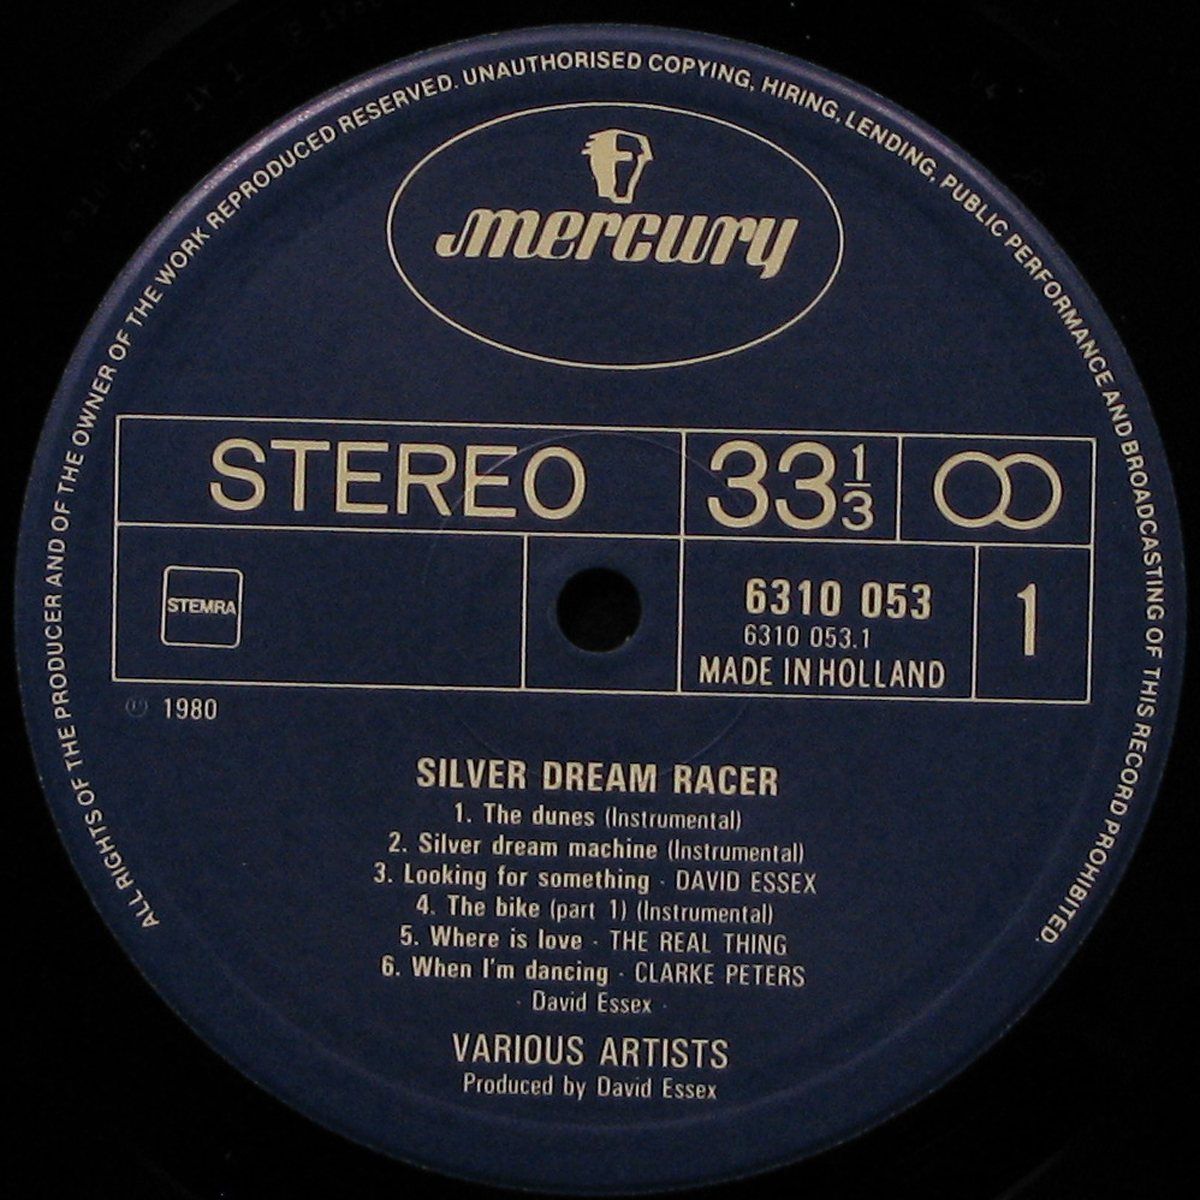 ALL RIGHTS OF THE PRODUCER AND OF THE OWNER OF THE WORK REPRODUCED RESERVED. UNAUTHORISED COPYING, HIRING, LENDING, PUBLIC PERFORMANCE AND BROADCASTING OF THIS RECORD PROHIBITED.
mercury
STEREO 33 1/3
STEMRA
6310 053
6310 053.1
MADE IN HOLLAND
1
℗ 1980
SILVER DREAM RACER
1. The dunes (Instrumental)
2. Silver dream machine (Instrumental)
3. Looking for something · DAVID ESSEX
4. The bike (part 1) (Instrumental)
5. Where is love · THE REAL THING
6. When I'm dancing · CLARKE PETERS
· David Essex ·
VARIOUS ARTISTS
Produced by David Essex